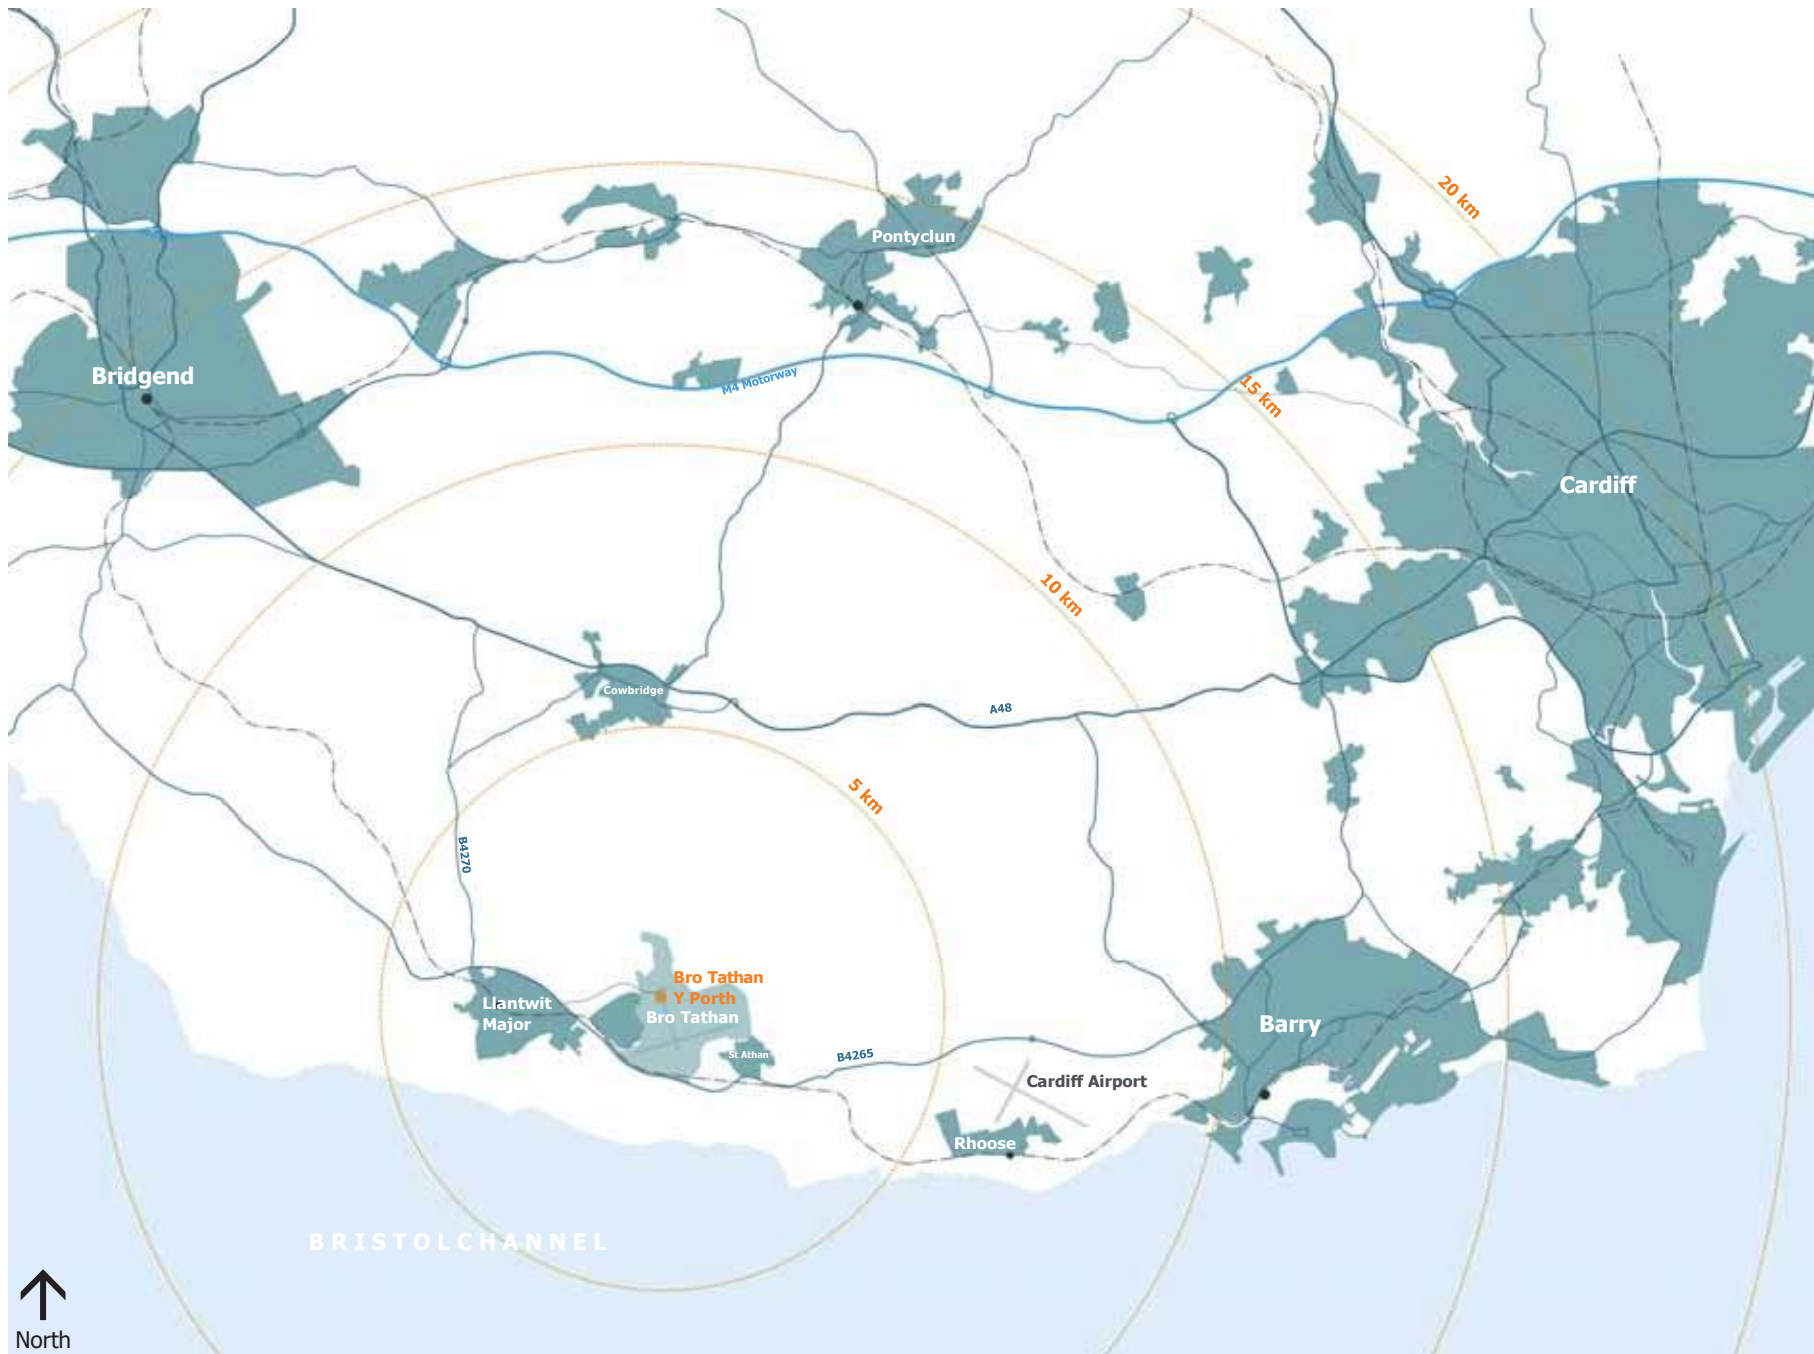 20 km
Pontyclun
Bridgend
M4 Motorway
15 km
Cardiff
10 km
Cowbridge
A48
5 km
B4270
Bro Tathan
Y Porth
Bro Tathan
Llantwit
Major
St Athan
B4265
Barry
Cardiff Airport
Rhoose
BRISTOLCHANNEL
North